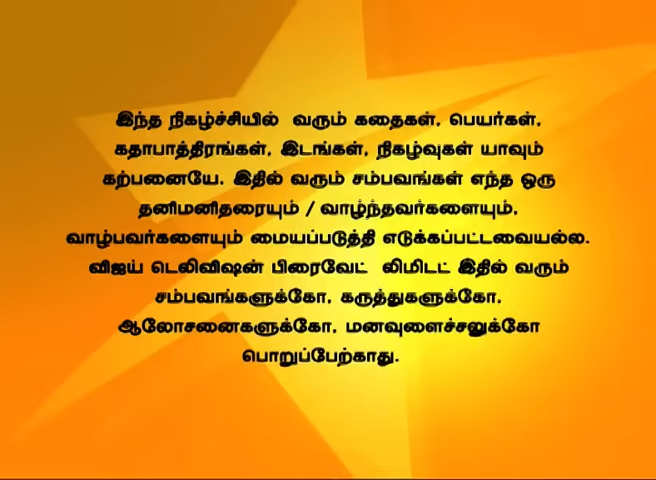 இந்த நிகழ்ச்சியில் வரும் கதைகள், பெயர்கள்,
கதாபாத்திரங்கள், இடங்கள், நிகழ்வுகள் யாவும்
கற்பனையே. இதில் வரும் சம்பவங்கள் எந்த ஒரு
தனிமனிதரையும் / வாழ்ந்தவர்களையும்,
வாழ்பவர்களையும் மையப்படுத்தி எடுக்கப்பட்டவையல்ல.
விஜய் டெலிவிஷன் பிரைவேட் லிமிடட் இதில் வரும்
சம்பவங்களுக்கோ, கருத்துகளுக்கோ,
ஆலோசனைகளுக்கோ, மனவுளைச்சலுக்கோ
பொறுப்பேற்காது.